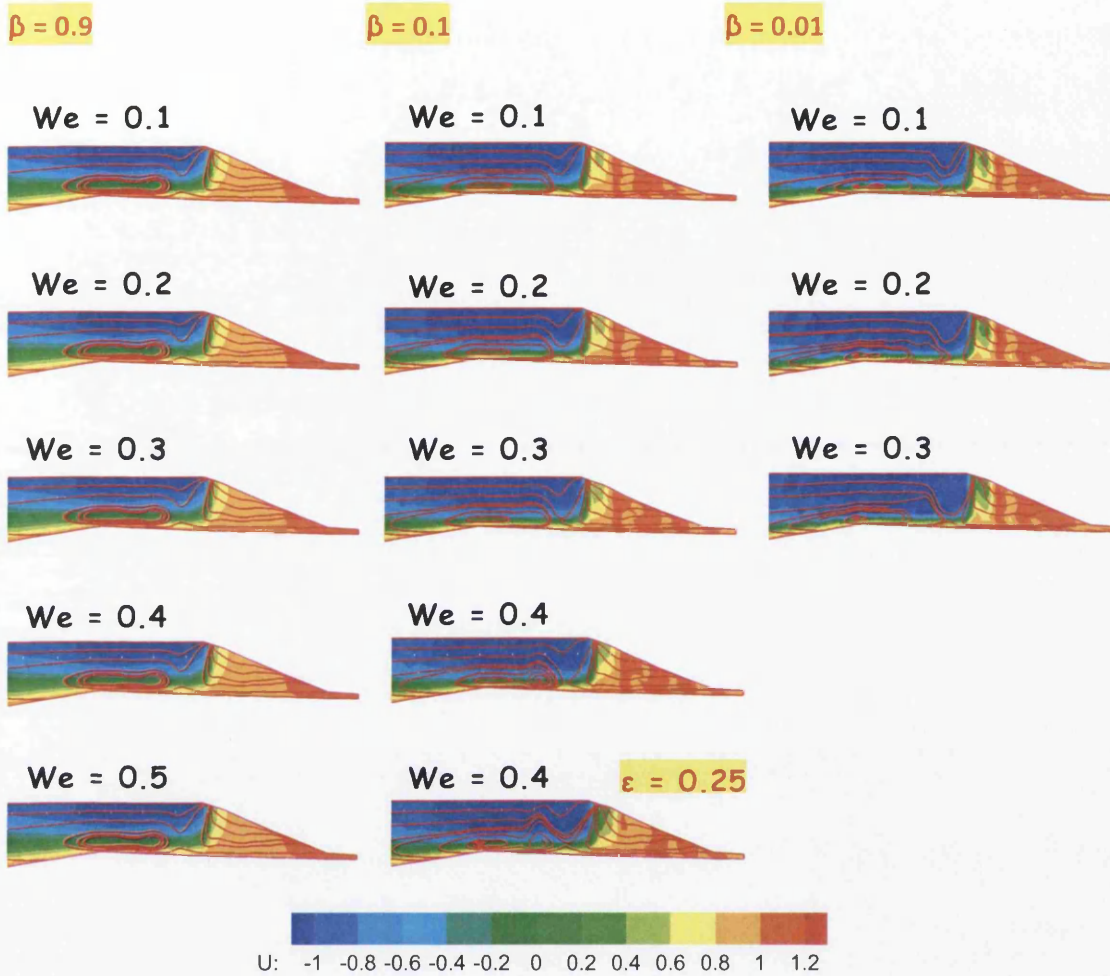 β = 0.9 β = 0.1 β = 0.01
We = 0.1 We = 0.1 We = 0.1
We = 0.2 We = 0.2 We = 0.2
We = 0.3 We = 0.3 We = 0.3
We = 0.4 We = 0.4
We = 0.5 We = 0.4 ε = 0.25
U: -1 -0.8 -0.6 -0.4 -0.2 0 0.2 0.4 0.6 0.8 1 1.2